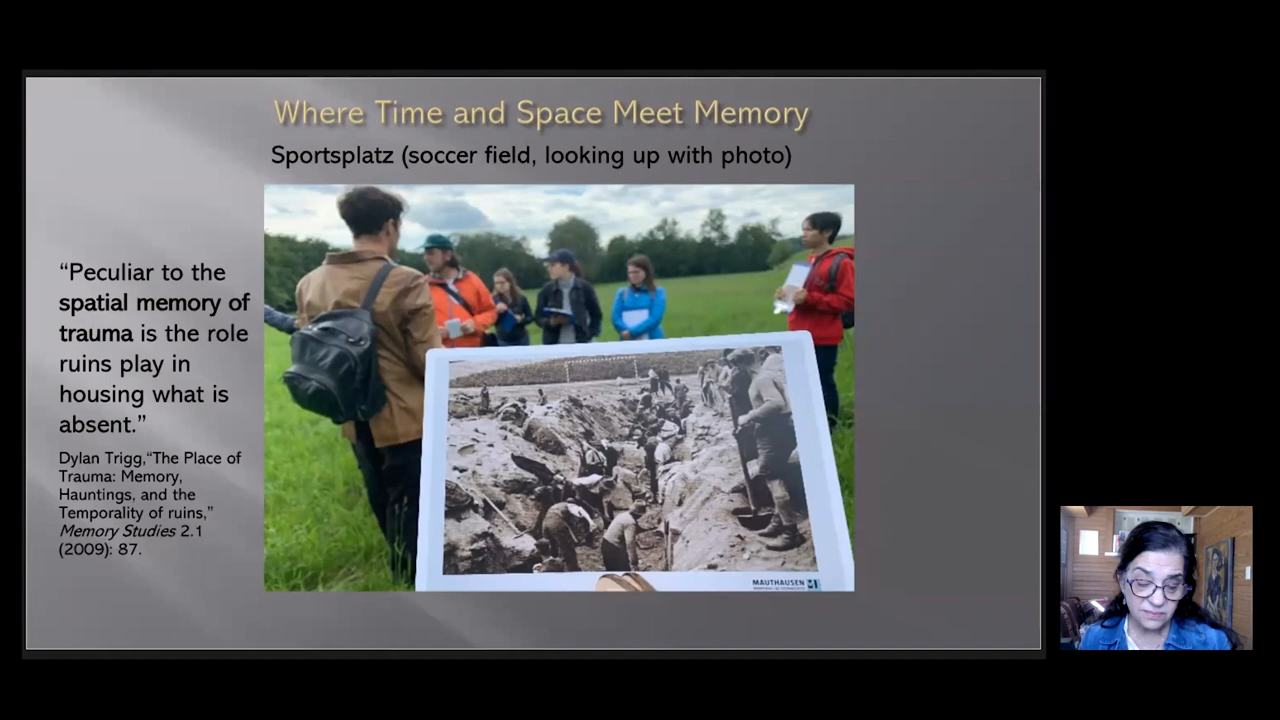 Where Time and Space Meet Memory
Sportsplatz (soccer field, looking up with photo)
“Peculiar to the
spatial memory of
trauma is the role
ruins play in
housing what is
absent.”
Dylan Trigg,“The Place of
Trauma: Memory,
Hauntings, and the
Temporality of ruins,”
Memory Studies 2.1
(2009): 87.
MAUTHAUSEN